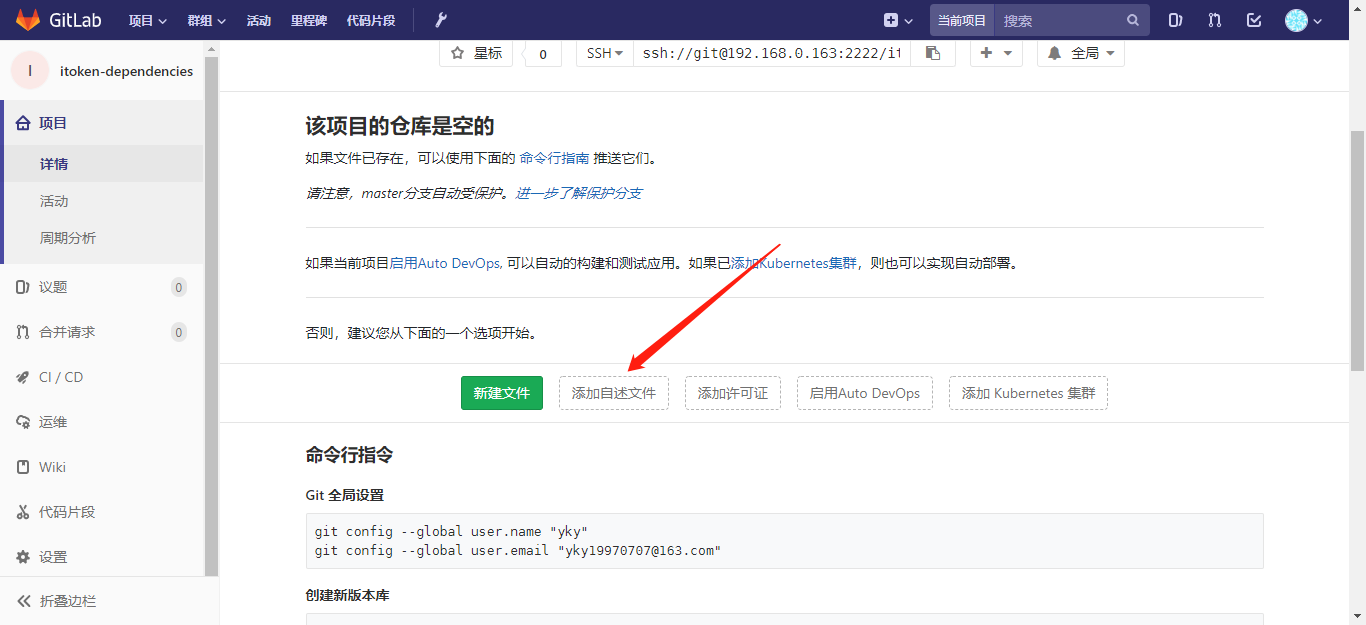 GitLab 项目 群组 活动 里程碑 代码片段 当前项目 搜索
I itoken-dependencies
项目
详情
活动
周期分析
议题 0
合并请求 0
CI / CD
运维
Wiki
代码片段
设置
折叠边栏
星标 0 SSH ssh://git@192.168.0.163:2222/it 全局
该项目的仓库是空的
如果文件已存在，可以使用下面的 命令行指南 推送它们。
请注意，master分支自动受保护。进一步了解保护分支
如果当前项目启用Auto DevOps, 可以自动的构建和测试应用。如果已添加Kubernetes集群，则也可以实现自动部署。
否则，建议您从下面的一个选项开始。
新建文件 添加自述文件 添加许可证 启用Auto DevOps 添加 Kubernetes 集群
命令行指令
Git 全局设置
git config --global user.name "yky"
git config --global user.email "yky19970707@163.com"
创建新版本库